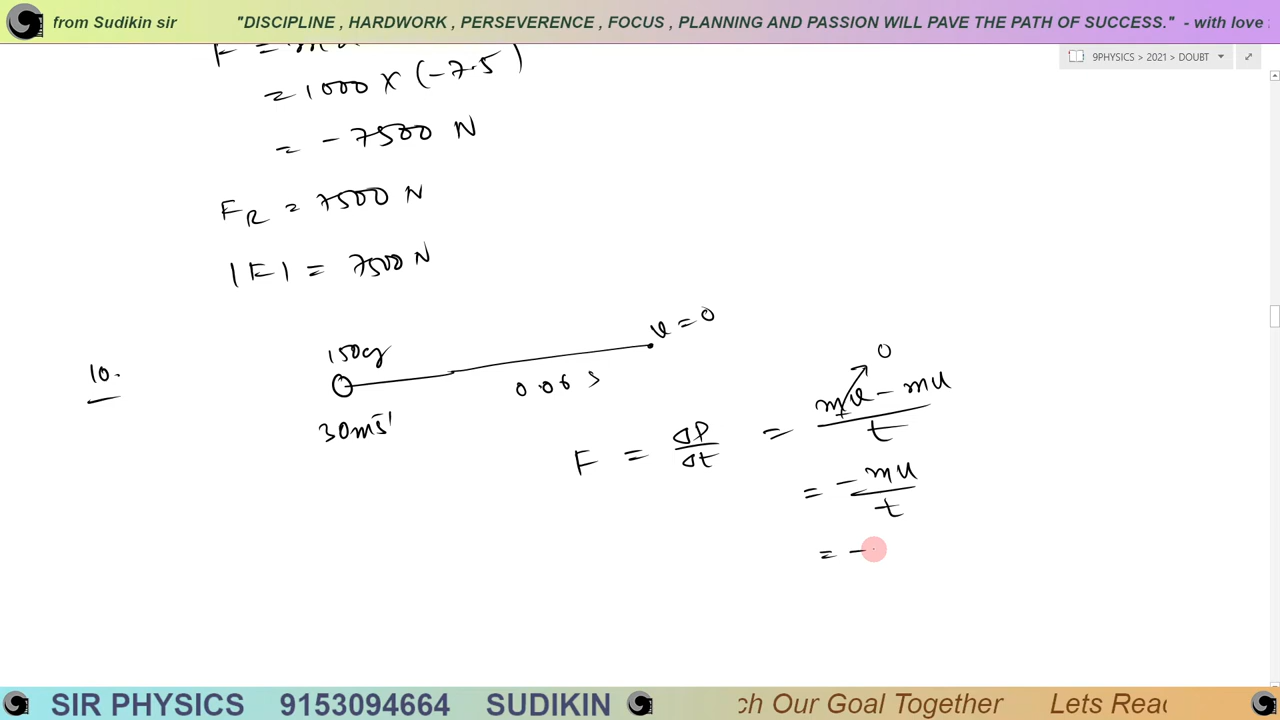 from Sudikin sir
"DISCIPLINE , HARDWORK , PERSEVERENCE , FOCUS , PLANNING AND PASSION WILL PAVE THE PATH OF SUCCESS." - with love
9PHYSICS > 2021 > DOUBT
F = ma
= 1000 × (-7.5)
= - 7500 N
F_R = 7500 N
|F| = 7500 N
10.
150g
v = 0
0.06 s
30ms⁻¹
F = ΔP/Δt = (mv - mu)/t
0
= -mu/t
= -
SIR PHYSICS 9153094664 SUDIKIN
ch Our Goal Together Lets Rea